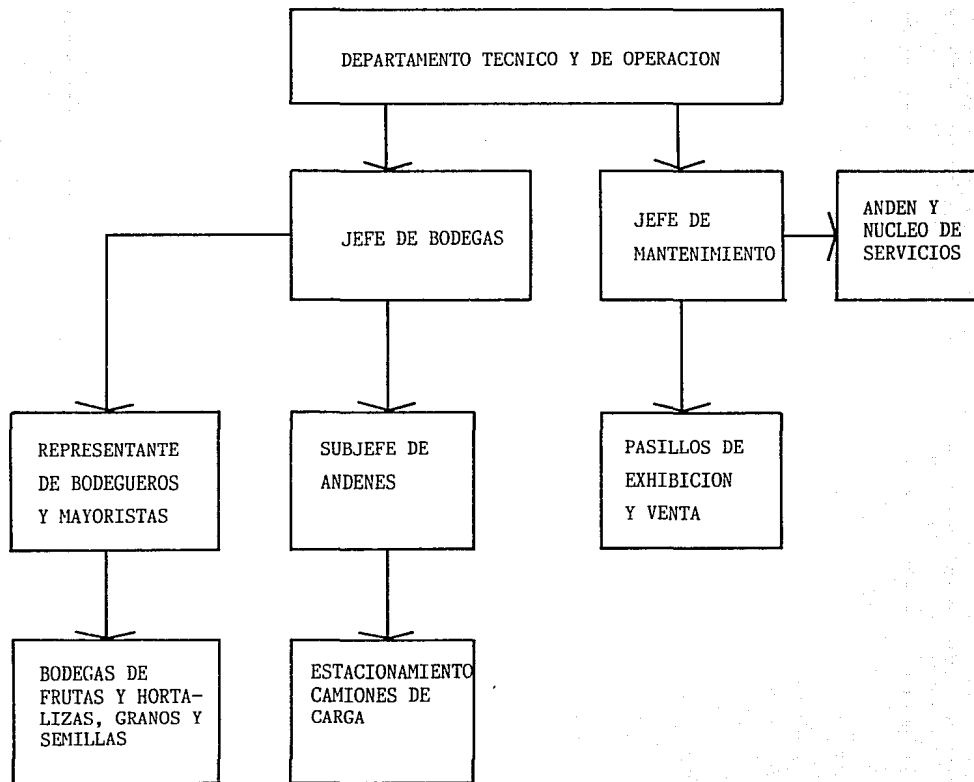 DEPARTAMENTO TECNICO Y DE OPERACION
JEFE DE BODEGAS
JEFE DE
MANTENIMIENTO
ANDEN Y
NUCLEO DE
SERVICIOS
REPRESENTANTE
DE BODEGUEROS
Y MAYORISTAS
SUBJEFE DE
ANDENES
PASILLOS DE
EXHIBICION
Y VENTA
BODEGAS DE
FRUTAS Y HORTA-
LIZAS, GRANOS Y
SEMILLAS
ESTACIONAMIENTO
CAMIONES DE
CARGA